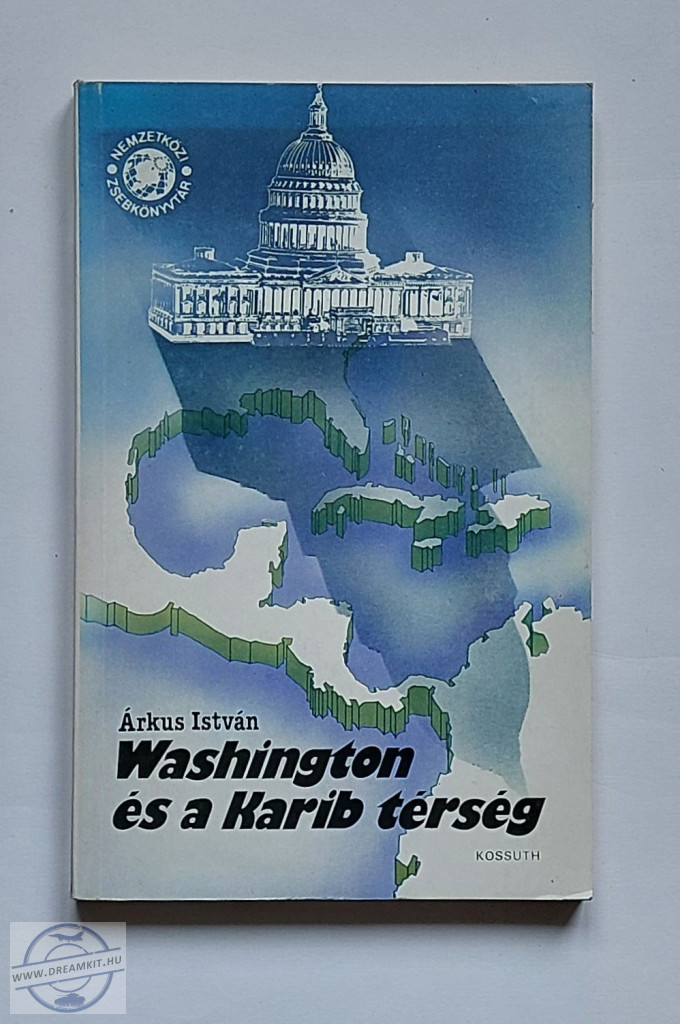 • NEMZETKÖZI •
ZSEBKÖNYVTÁR
Árkus István
Washington
és a Karib térség
KOSSUTH
WWW.DREAMKIT.HU